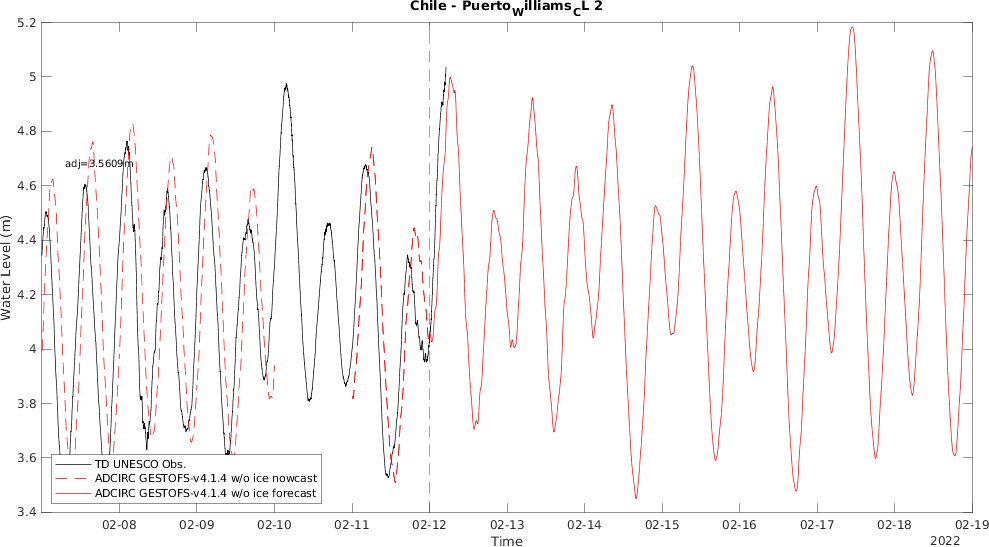 Chile - PuertoWilliamsCL 2
5.2
5
4.8
4.6
4.4
4.2
4
3.8
3.6
3.4
Water Level (m)
adj=3.5609m
TD UNESCO Obs.
ADCIRC GESTOFS-v4.1.4 w/o ice nowcast
ADCIRC GESTOFS-v4.1.4 w/o ice forecast
02-08 02-09 02-10 02-11 02-12 02-13 02-14 02-15 02-16 02-17 02-18 02-19
Time
2022